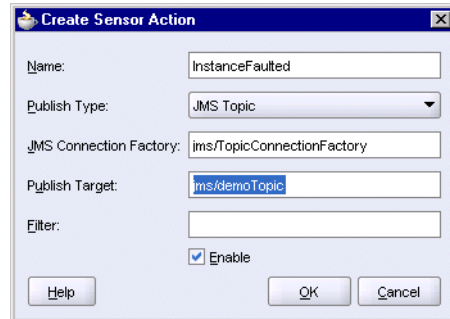 Create Sensor Action
Name: InstanceFaulted
Publish Type: JMS Topic
JMS Connection Factory: jms/TopicConnectionFactory
Publish Target: jms/demoTopic
Filter:
Enable
Help OK Cancel